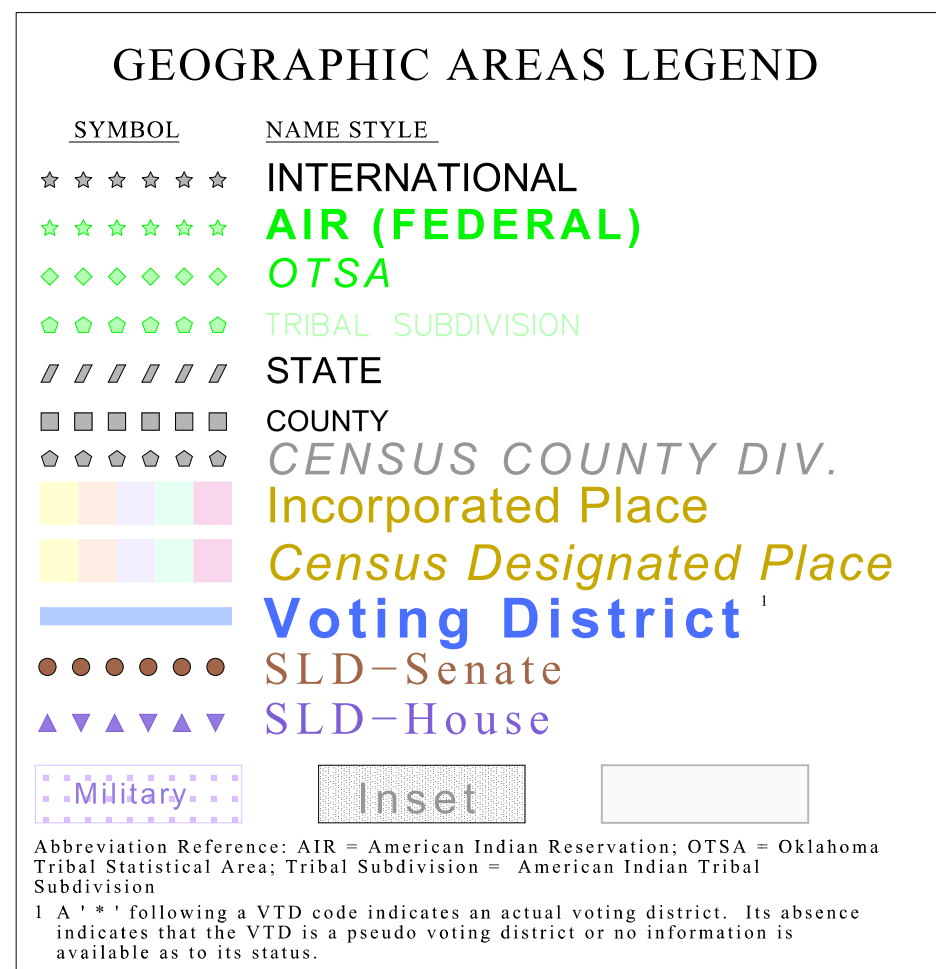 GEOGRAPHIC AREAS LEGEND
SYMBOL NAME STYLE
INTERNATIONAL
AIR (FEDERAL)
OTSA
TRIBAL SUBDIVISION
STATE
COUNTY
CENSUS COUNTY DIV.
Incorporated Place
Census Designated Place
Voting District 1
SLD-Senate
SLD-House
Military Inset
Abbreviation Reference: AIR = American Indian Reservation; OTSA = Oklahoma
Tribal Statistical Area; Tribal Subdivision = American Indian Tribal
Subdivision
1 A ' * ' following a VTD code indicates an actual voting district. Its absence
indicates that the VTD is a pseudo voting district or no information is
available as to its status.